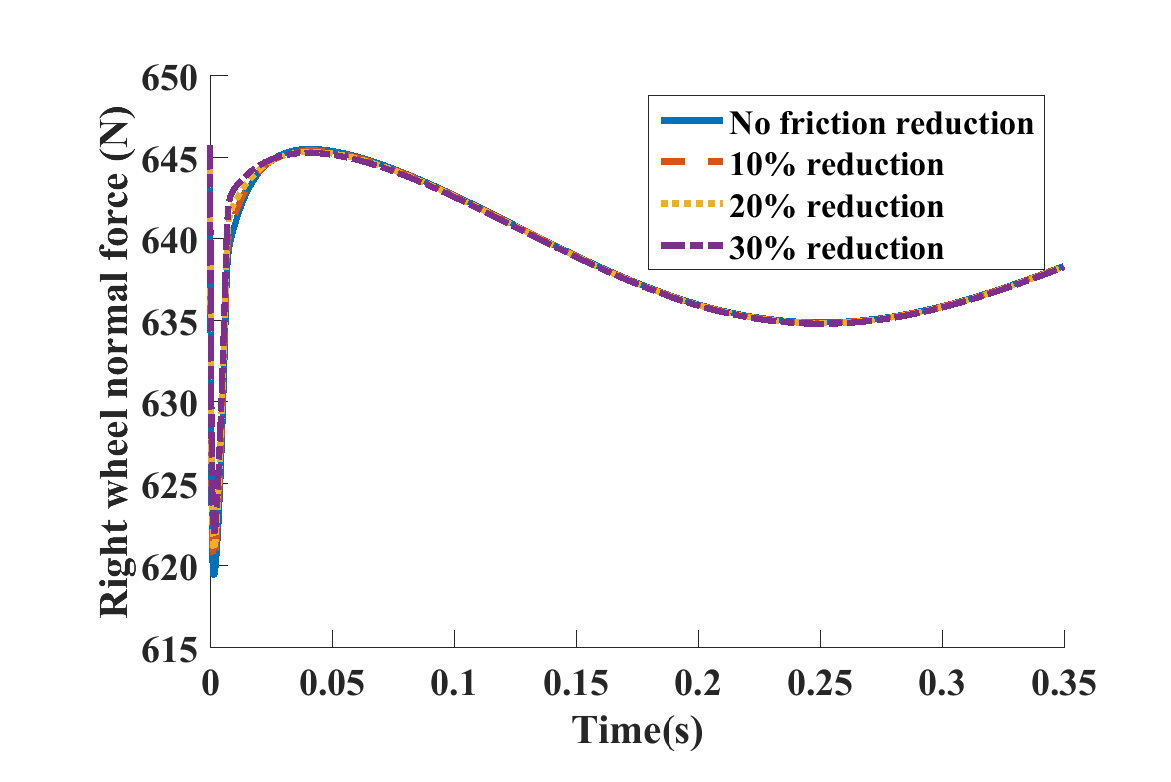 Right wheel normal force (N)
650
645
640
635
630
625
620
615
No friction reduction
10% reduction
20% reduction
30% reduction
0
0.05
0.1
0.15
0.2
0.25
0.3
0.35
Time(s)